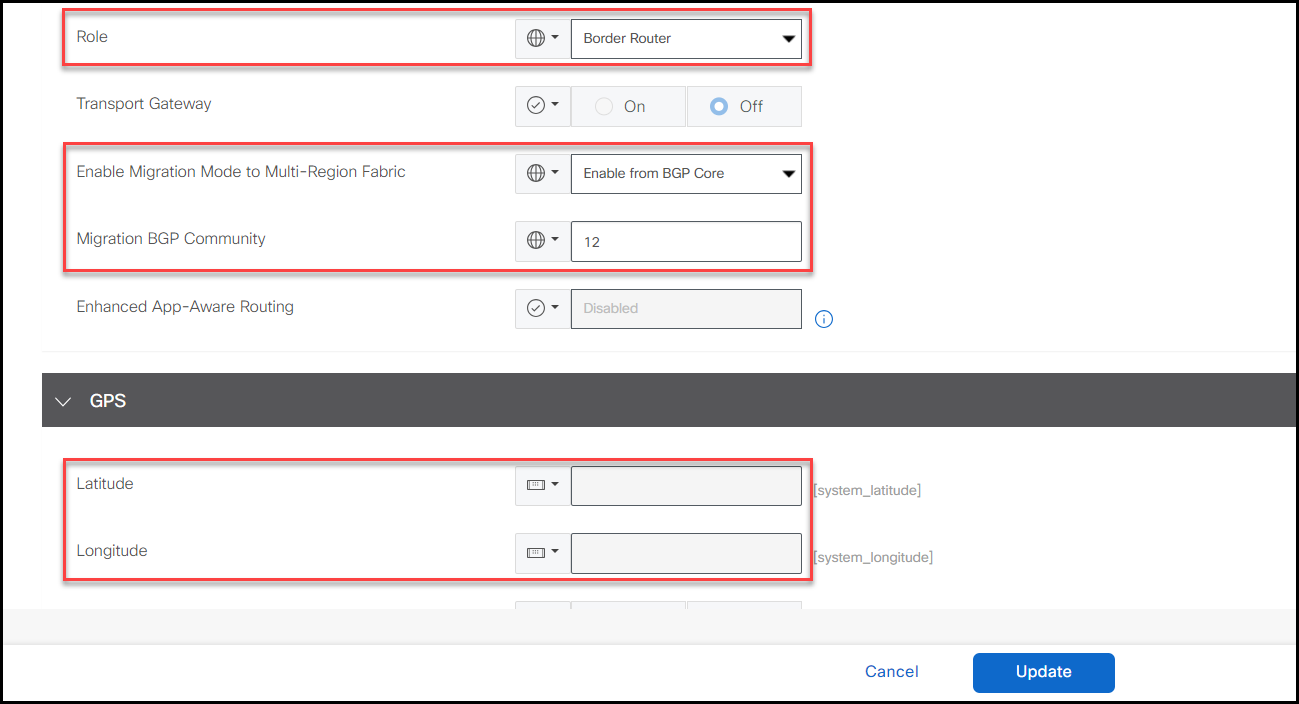 Role Border Router
Transport Gateway On Off
Enable Migration Mode to Multi-Region Fabric Enable from BGP Core
Migration BGP Community 12
Enhanced App-Aware Routing Disabled
GPS
Latitude [system_latitude]
Longitude [system_longitude]
Cancel Update